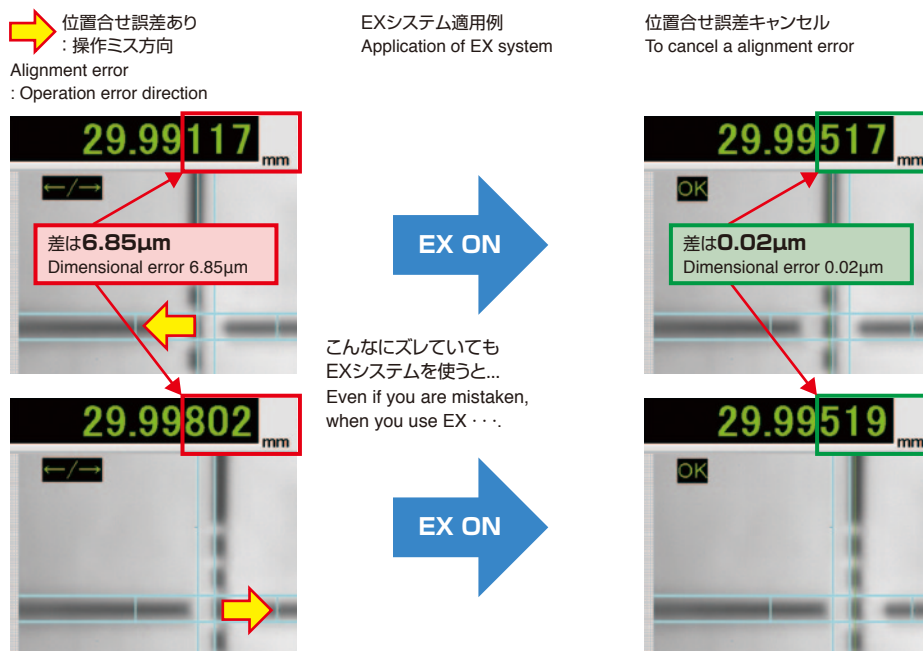 位置合せ誤差あり
: 操作ミス方向
Alignment error
: Operation error direction
EXシステム適用例
Application of EX system
位置合せ誤差キャンセル
To cancel a alignment error
29.99117 mm
←/→
差は6.85μm
Dimensional error 6.85μm
EX ON
29.99517 mm
OK
差は0.02μm
Dimensional error 0.02μm
こんなにズレていても
EXシステムを使うと...
Even if you are mistaken,
when you use EX ･･･.
29.99802 mm
←/→
EX ON
29.99519 mm
OK